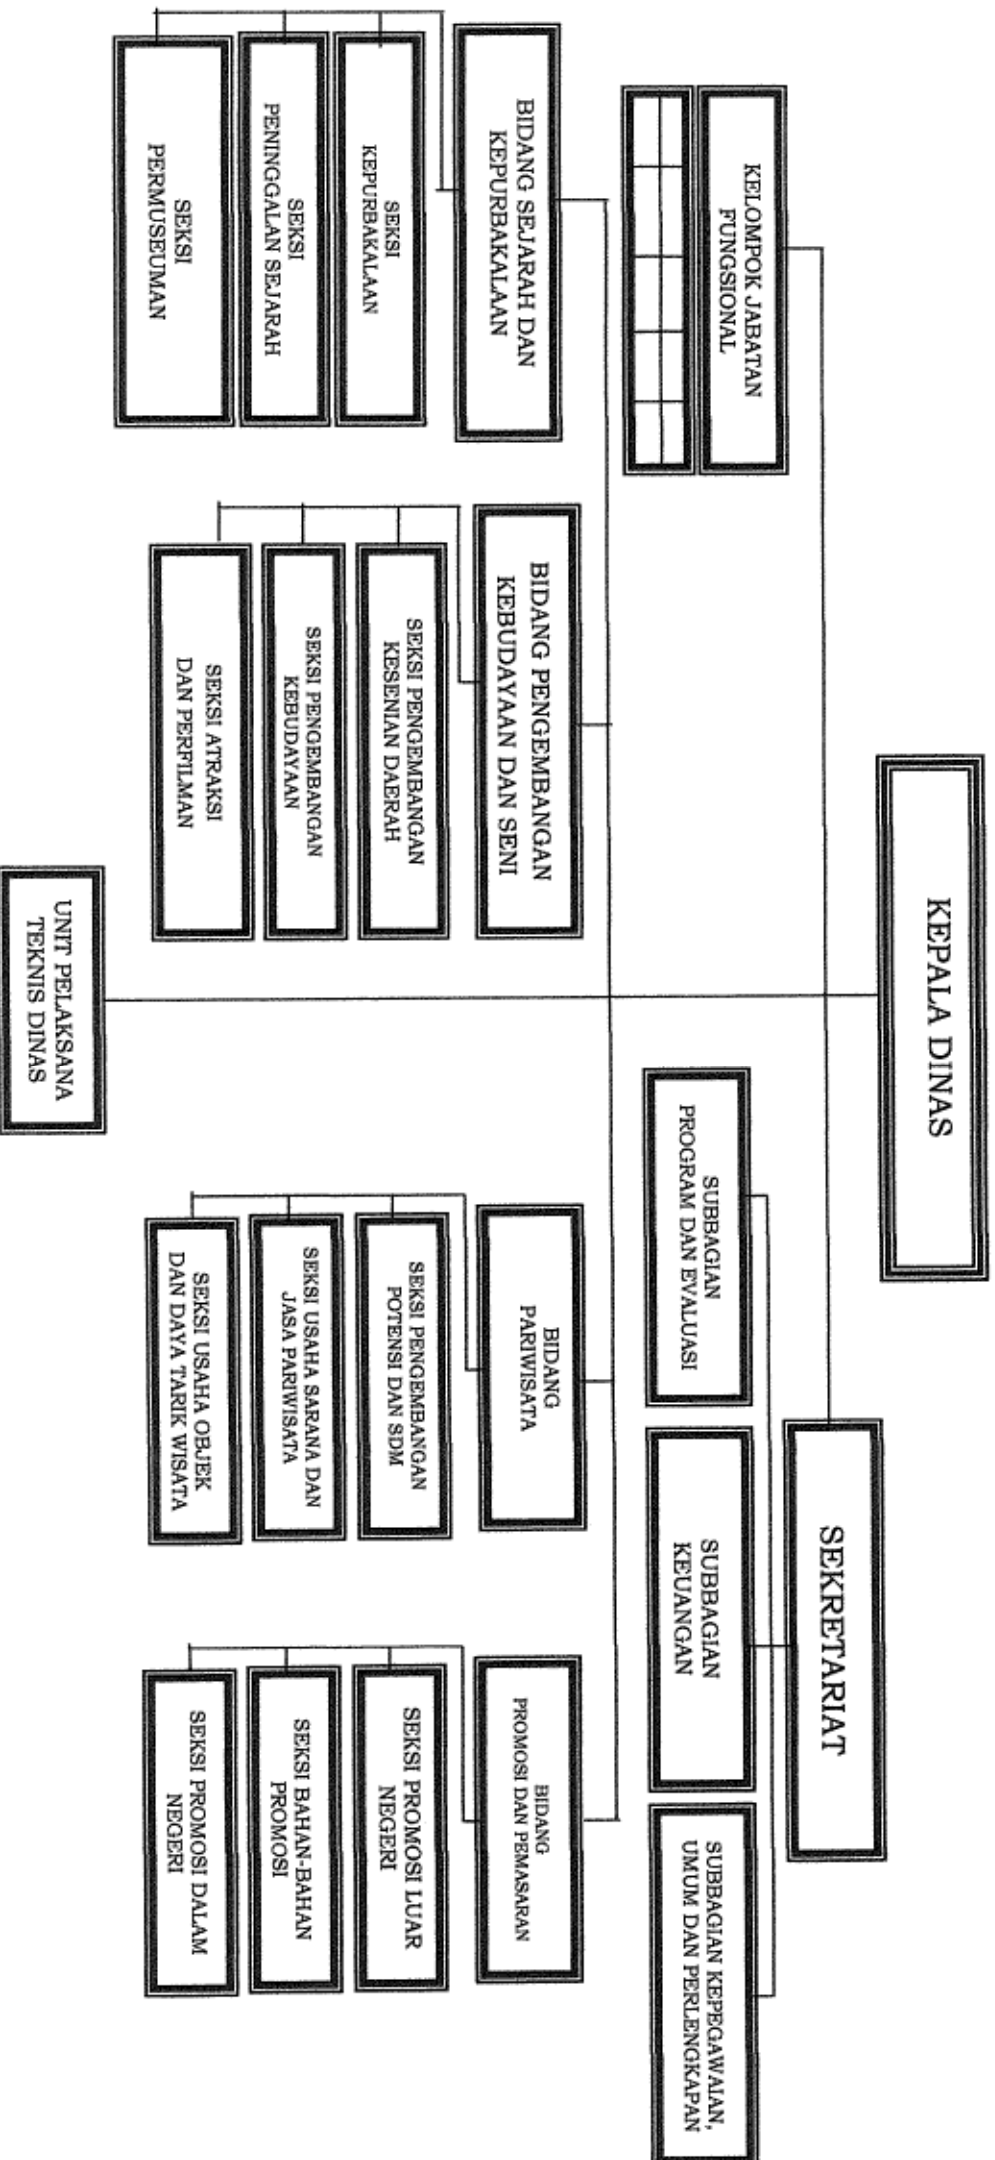 KEPALA DINAS
KELOMPOK JABATAN
FUNGSIONAL
SEKRETARIAT
SUBBAGIAN
PROGRAM DAN EVALUASI
SUBBAGIAN
KEUANGAN
SUBBAGIAN KEPEGAWAIAN,
UMUM DAN PERLENGKAPAN
BIDANG SEJARAH DAN
KEPURBAKALAAN
SEKSI
KEPURBAKALAAN
SEKSI
PENINGGALAN SEJARAH
SEKSI
PERMUSEUMAN
BIDANG PENGEMBANGAN
KEBUDAYAAN DAN SENI
SEKSI PENGEMBANGAN
KESENIAN DAERAH
SEKSI PENGEMBANGAN
KEBUDAYAAN
SEKSI ATRAKSI
DAN PERFILMAN
BIDANG
PARIWISATA
SEKSI PENGEMBANGAN
POTENSI DAN SDM
SEKSI USAHA SARANA DAN
JASA PARIWISATA
SEKSI USAHA OBJEK
DAN DAYA TARIK WISATA
BIDANG
PROMOSI DAN PEMASARAN
SEKSI PROMOSI LUAR
NEGERI
SEKSI BAHAN-BAHAN
PROMOSI
SEKSI PROMOSI DALAM
NEGERI
UNIT PELAKSANA
TEKNIS DINAS